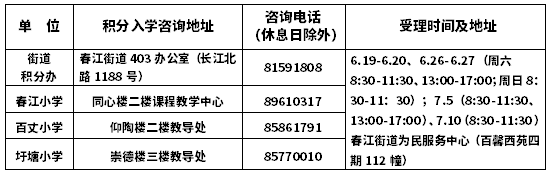 单 位
积分入学咨询地址
咨询电话
(休息日除外)
受理时间及地址
街道
积分办
春江街道 403 办公室（长江北
路 1188 号）
81591808
春江小学
同心楼二楼课程教学中心
89610317
百丈小学
仰陶楼二楼教导处
85861791
圩塘小学
崇德楼三楼教导处
85770010
6.19-6.20、6.26-6.27（周六
8:30-11:30、13:00-17:00;周日 8：
30-11：30）；7.5（8:30-11:30、
13:00-17:00)、7.10（8:30-11:30）
春江街道为民服务中心（百馨西苑四
期 112 幢）